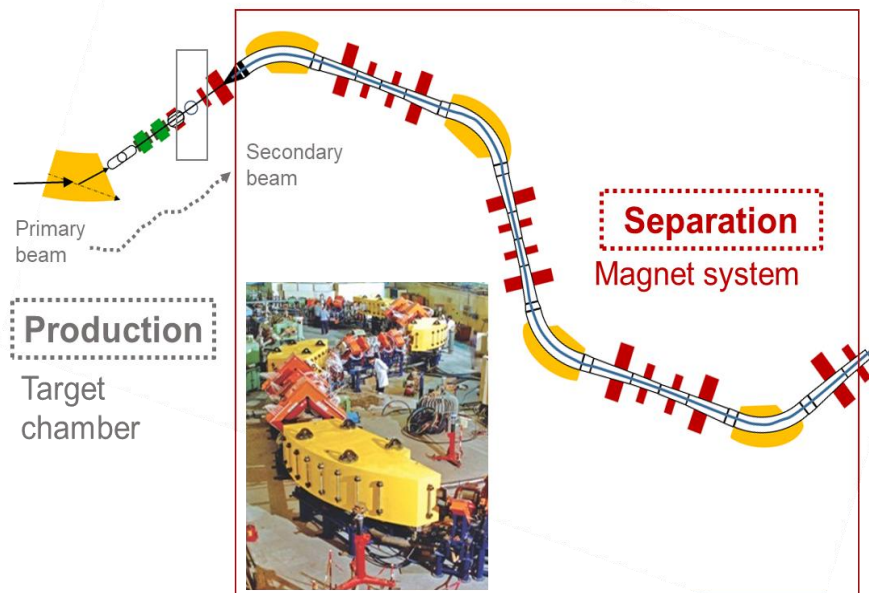 Secondary
beam
Primary
beam
Separation
Magnet system
Production
Target
chamber